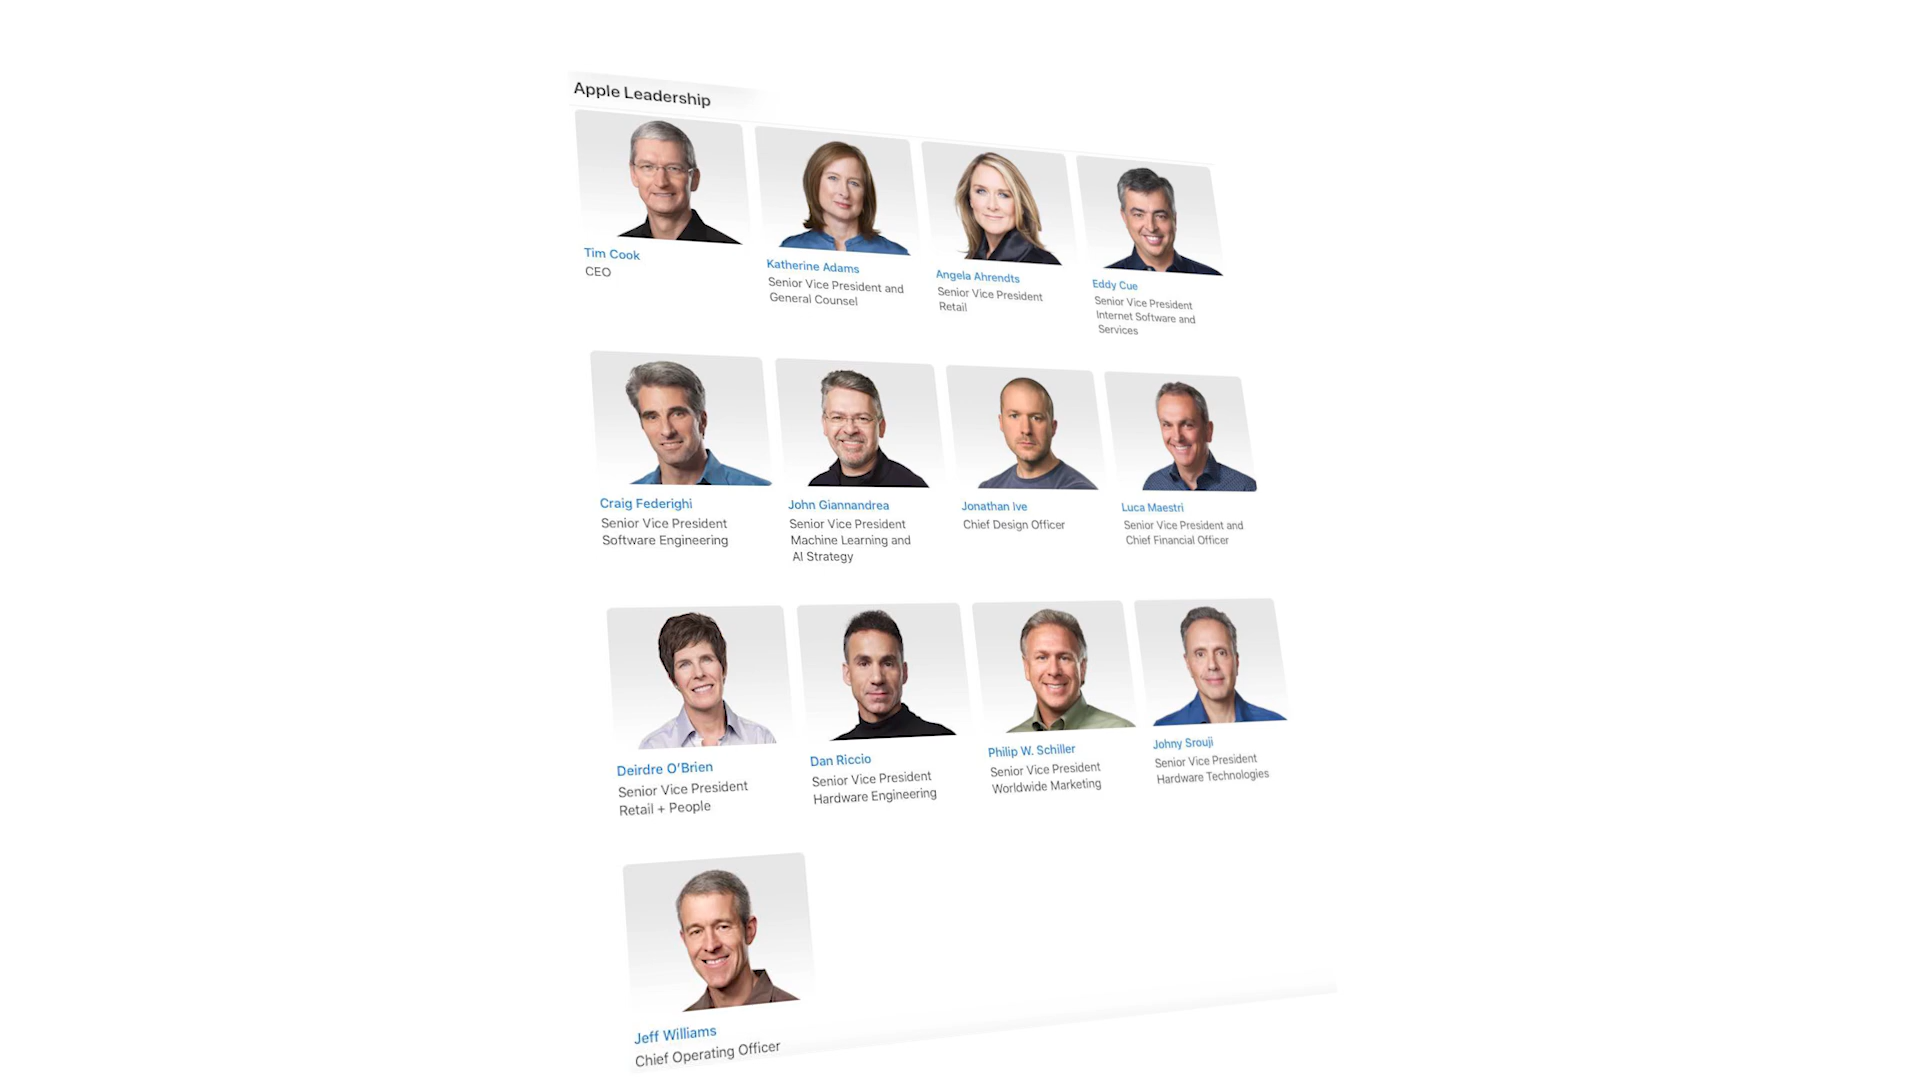 Apple Leadership
Tim Cook
CEO
Katherine Adams
Senior Vice President and
General Counsel
Angela Ahrendts
Senior Vice President
Retail
Eddy Cue
Senior Vice President
Internet Software and
Services
Craig Federighi
Senior Vice President
Software Engineering
John Giannandrea
Senior Vice President
Machine Learning and
AI Strategy
Jonathan Ive
Chief Design Officer
Luca Maestri
Senior Vice President and
Chief Financial Officer
Deirdre O’Brien
Senior Vice President
Retail + People
Dan Riccio
Senior Vice President
Hardware Engineering
Philip W. Schiller
Senior Vice President
Worldwide Marketing
Johny Srouji
Senior Vice President
Hardware Technologies
Jeff Williams
Chief Operating Officer